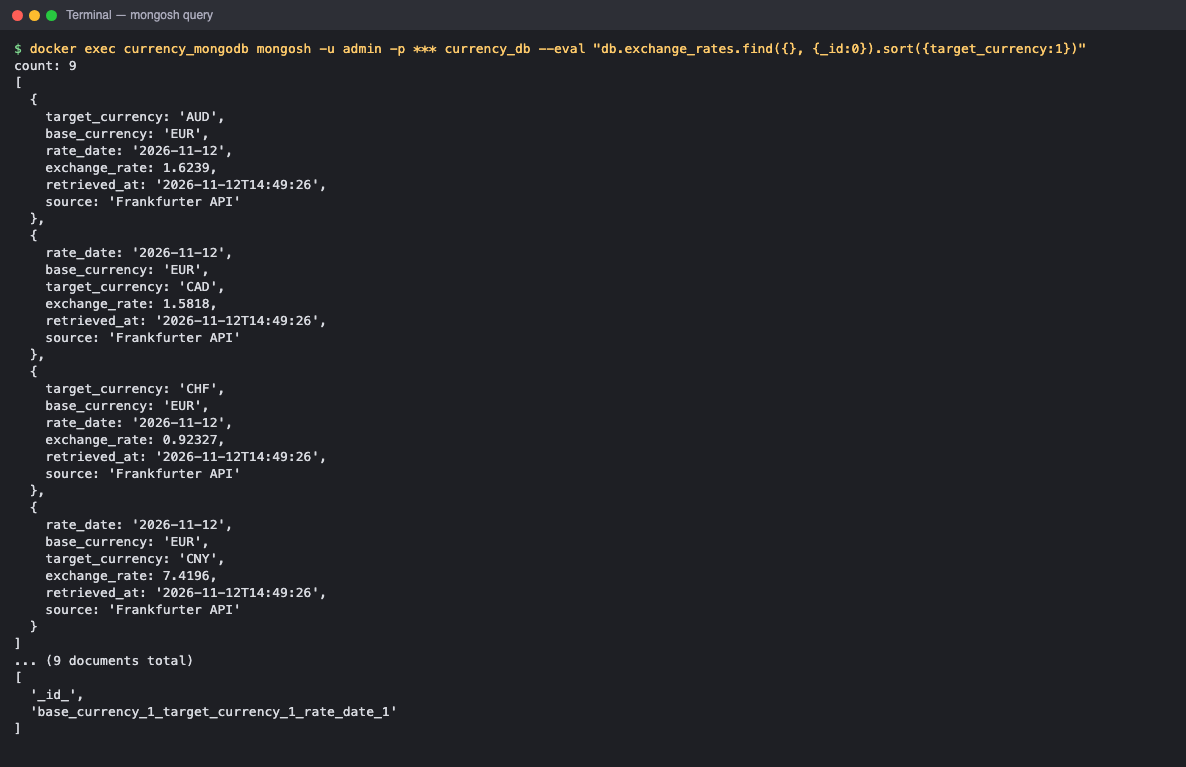 Terminal — mongosh query
$ docker exec currency_mongodb mongosh -u admin -p *** currency_db --eval "db.exchange_rates.find({}, {_id:0}).sort({target_currency:1})"
count: 9
[
  {
    target_currency: 'AUD',
    base_currency: 'EUR',
    rate_date: '2026-11-12',
    exchange_rate: 1.6239,
    retrieved_at: '2026-11-12T14:49:26',
    source: 'Frankfurter API'
  },
  {
    rate_date: '2026-11-12',
    base_currency: 'EUR',
    target_currency: 'CAD',
    exchange_rate: 1.5818,
    retrieved_at: '2026-11-12T14:49:26',
    source: 'Frankfurter API'
  },
  {
    target_currency: 'CHF',
    base_currency: 'EUR',
    rate_date: '2026-11-12',
    exchange_rate: 0.92327,
    retrieved_at: '2026-11-12T14:49:26',
    source: 'Frankfurter API'
  },
  {
    rate_date: '2026-11-12',
    base_currency: 'EUR',
    target_currency: 'CNY',
    exchange_rate: 7.4196,
    retrieved_at: '2026-11-12T14:49:26',
    source: 'Frankfurter API'
  }
]
... (9 documents total)
[
  '_id_',
  'base_currency_1_target_currency_1_rate_date_1'
]